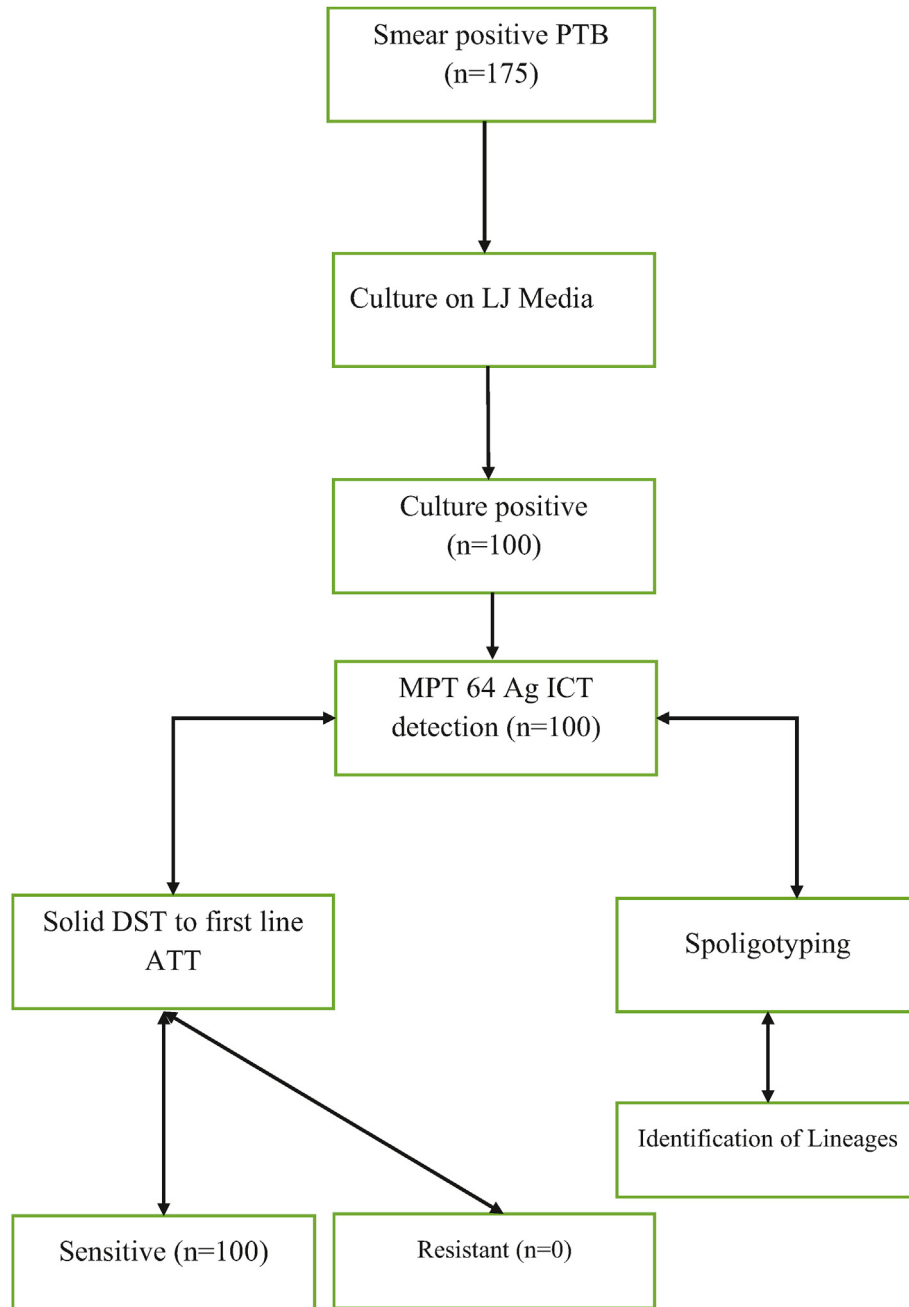 Smear positive PTB
(n=175)
Culture on LJ Media
Culture positive
(n=100)
MPT 64 Ag ICT
detection (n=100)
Solid DST to first line
ATT
Spoligotyping
Identification of Lineages
Sensitive (n=100)
Resistant (n=0)